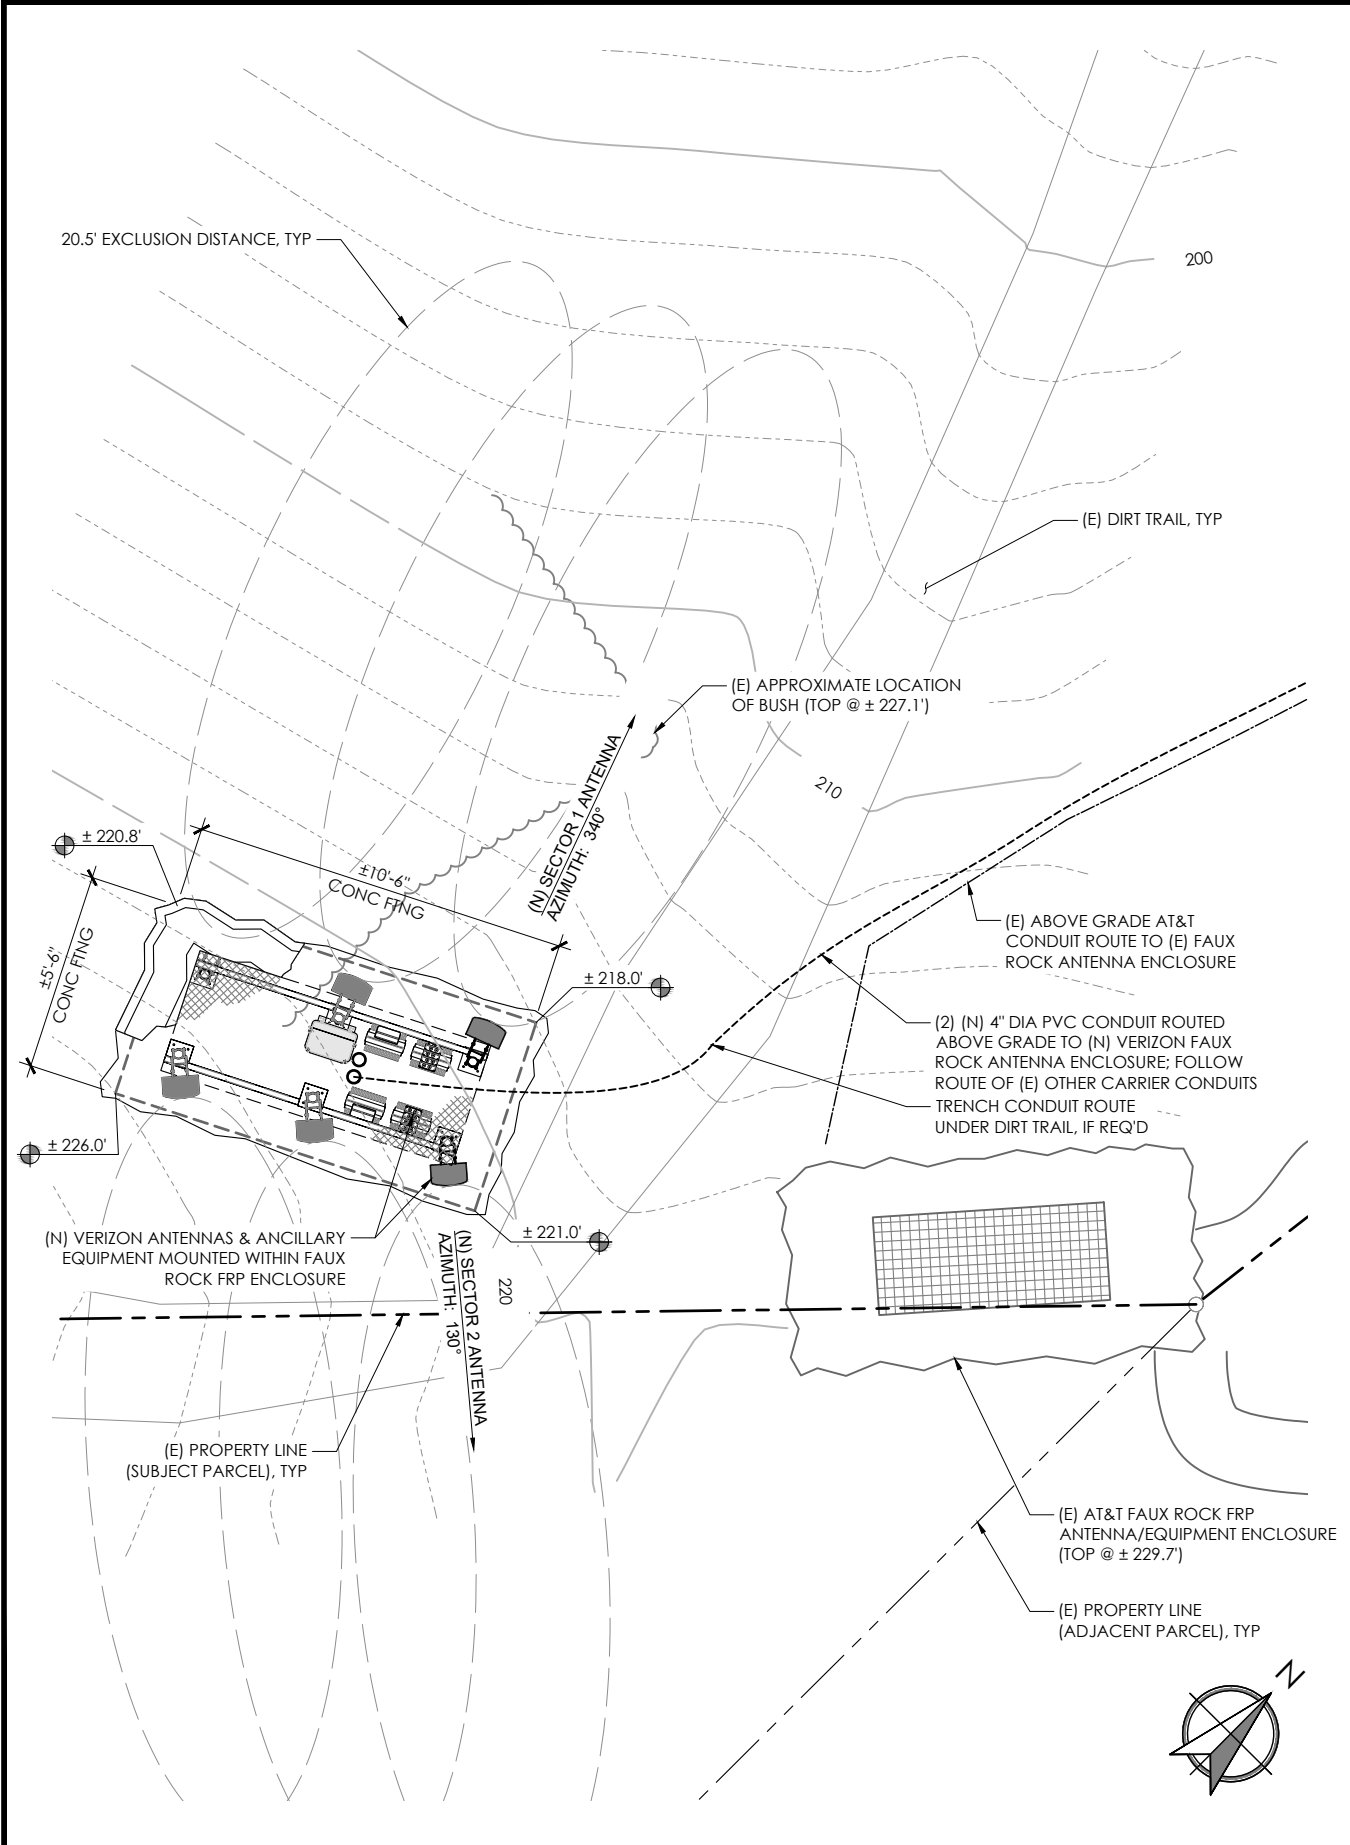 20.5' EXCLUSION DISTANCE, TYP
200
(E) DIRT TRAIL, TYP
(E) APPROXIMATE LOCATION
OF BUSH (TOP @ ± 227.1')
210
(N) SECTOR 1 ANTENNA
AZIMUTH: 340°
± 220.8'
±10'-6"
CONC FTNG
±5'-6"
CONC FTNG
± 218.0'
(E) ABOVE GRADE AT&T
CONDUIT ROUTE TO (E) FAUX
ROCK ANTENNA ENCLOSURE
(2) (N) 4" DIA PVC CONDUIT ROUTED
ABOVE GRADE TO (N) VERIZON FAUX
ROCK ANTENNA ENCLOSURE; FOLLOW
ROUTE OF (E) OTHER CARRIER CONDUITS
TRENCH CONDUIT ROUTE
UNDER DIRT TRAIL, IF REQ'D
± 226.0'
(N) VERIZON ANTENNAS & ANCILLARY
EQUIPMENT MOUNTED WITHIN FAUX
ROCK FRP ENCLOSURE
± 221.0'
220
(N) SECTOR 2 ANTENNA
AZIMUTH: 130°
(E) PROPERTY LINE
(SUBJECT PARCEL), TYP
(E) AT&T FAUX ROCK FRP
ANTENNA/EQUIPMENT ENCLOSURE
(TOP @ ± 229.7')
(E) PROPERTY LINE
(ADJACENT PARCEL), TYP
N